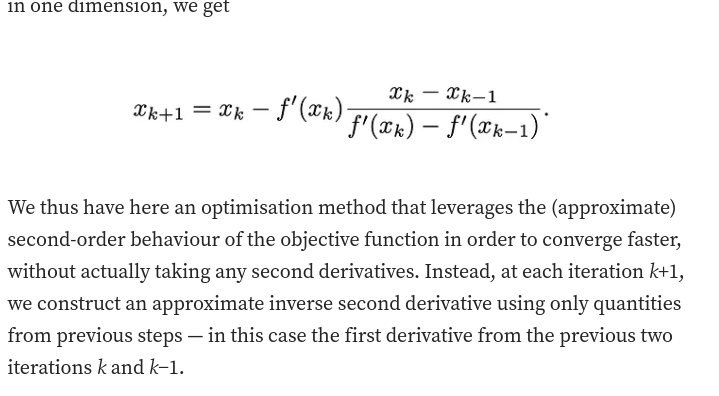 in one dimension, we get
x_{k+1} = x_k − f′(x_k) \frac{x_k − x_{k−1}}{f′(x_k) − f′(x_{k−1})}.
We thus have here an optimisation method that leverages the (approximate)
second-order behaviour of the objective function in order to converge faster,
without actually taking any second derivatives. Instead, at each iteration k+1,
we construct an approximate inverse second derivative using only quantities
from previous steps — in this case the first derivative from the previous two
iterations k and k−1.